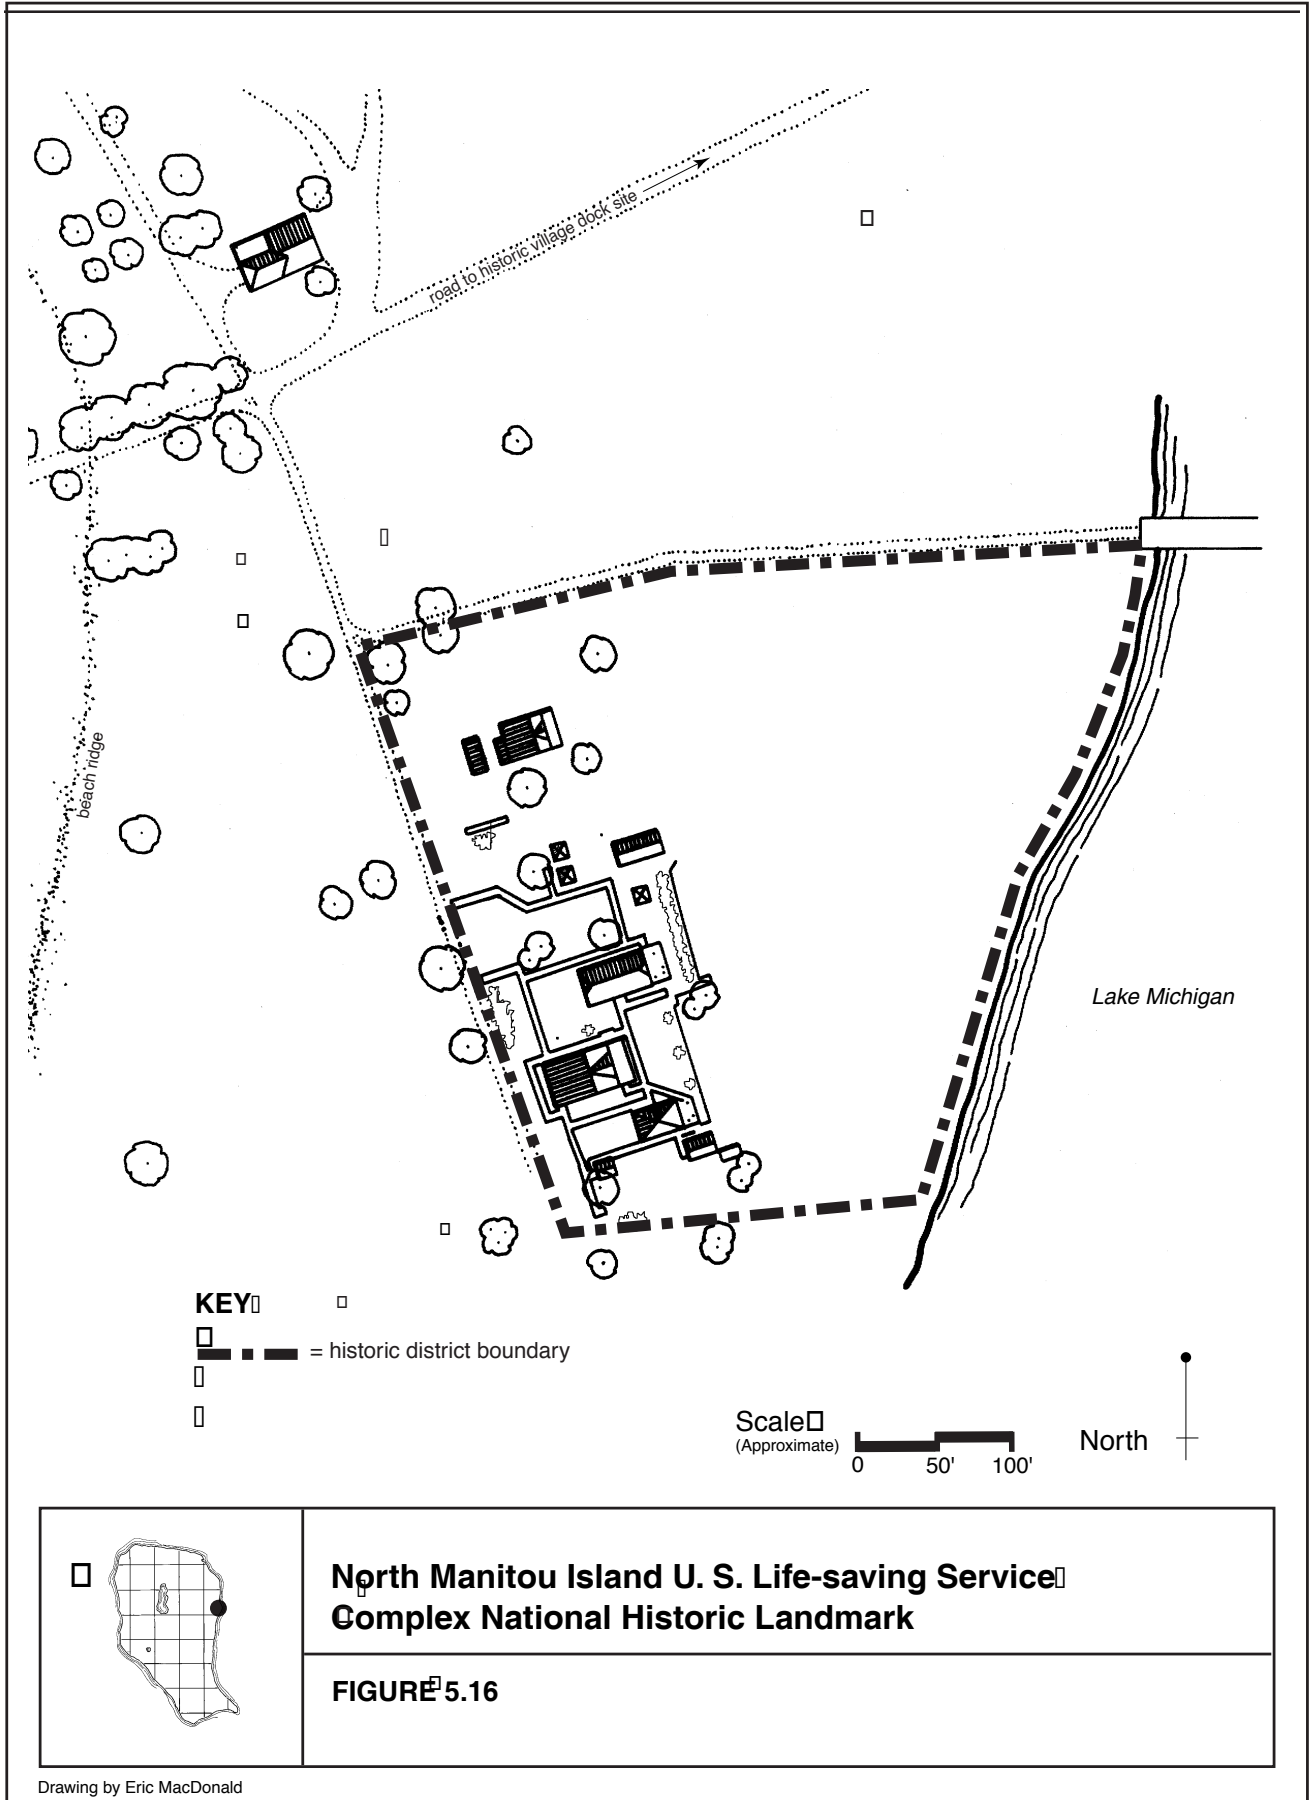 road to historic village dock site
beach ridge
Lake Michigan
KEY
= historic district boundary
Scale
(Approximate)
0 50' 100'
North
North Manitou Island U. S. Life-saving Service
Complex National Historic Landmark
FIGURE 5.16
Drawing by Eric MacDonald